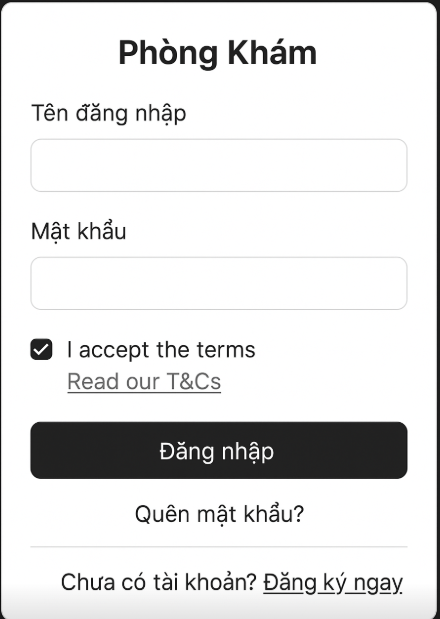 Phòng Khám
Tên đăng nhập
Mật khẩu
I accept the terms
Read our T&Cs
Đăng nhập
Quên mật khẩu?
Chưa có tài khoản? Đăng ký ngay